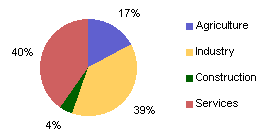 17%
Agriculture
40%
Industry
Construction
Services
4%
39%